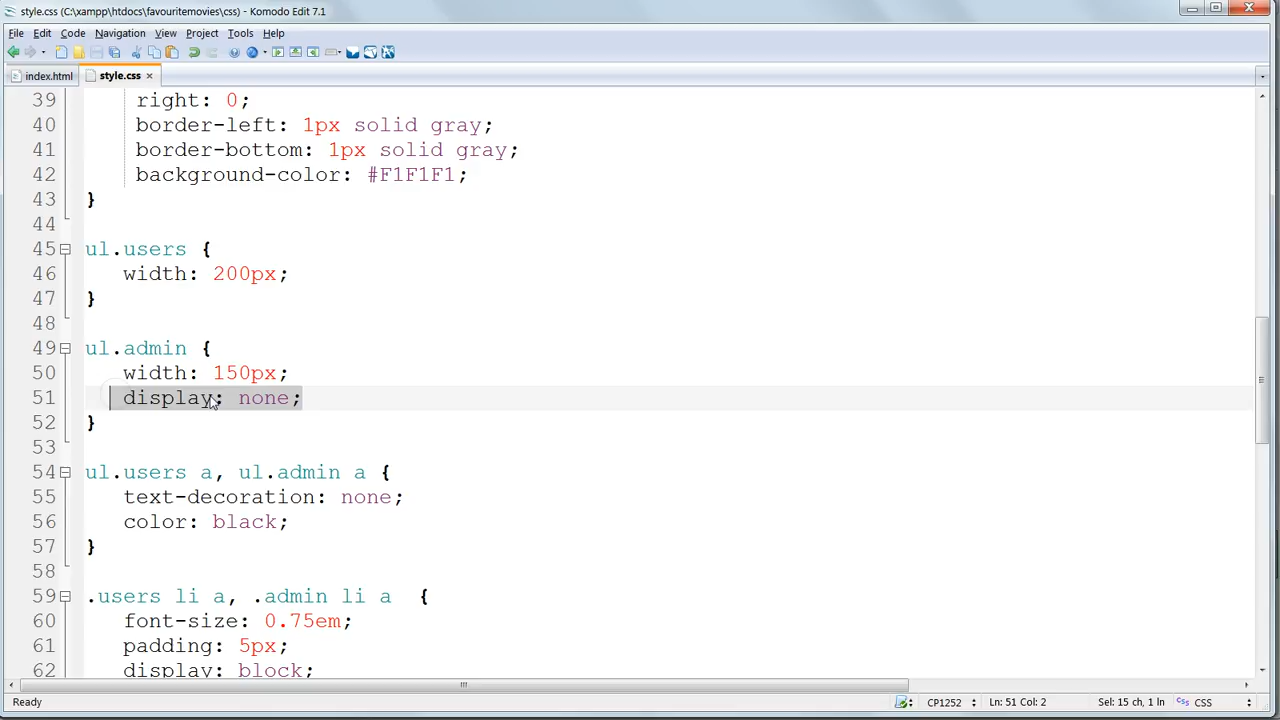 style.css (C:\xampp\htdocs\favouritemovies\css) - Komodo Edit 7.1
File Edit Code Navigation View Project Tools Help
index.html style.css
39 right: 0;
40 border-left: 1px solid gray;
41 border-bottom: 1px solid gray;
42 background-color: #F1F1F1;
43 }
44
45 ul.users {
46 width: 200px;
47 }
48
49 ul.admin {
50 width: 150px;
51 display: none;
52 }
53
54 ul.users a, ul.admin a {
55 text-decoration: none;
56 color: black;
57 }
58
59 .users li a, .admin li a {
60 font-size: 0.75em;
61 padding: 5px;
62 display: block;
Ready CP1252 Ln: 51 Col: 2 Sel: 15 ch, 1 ln CSS